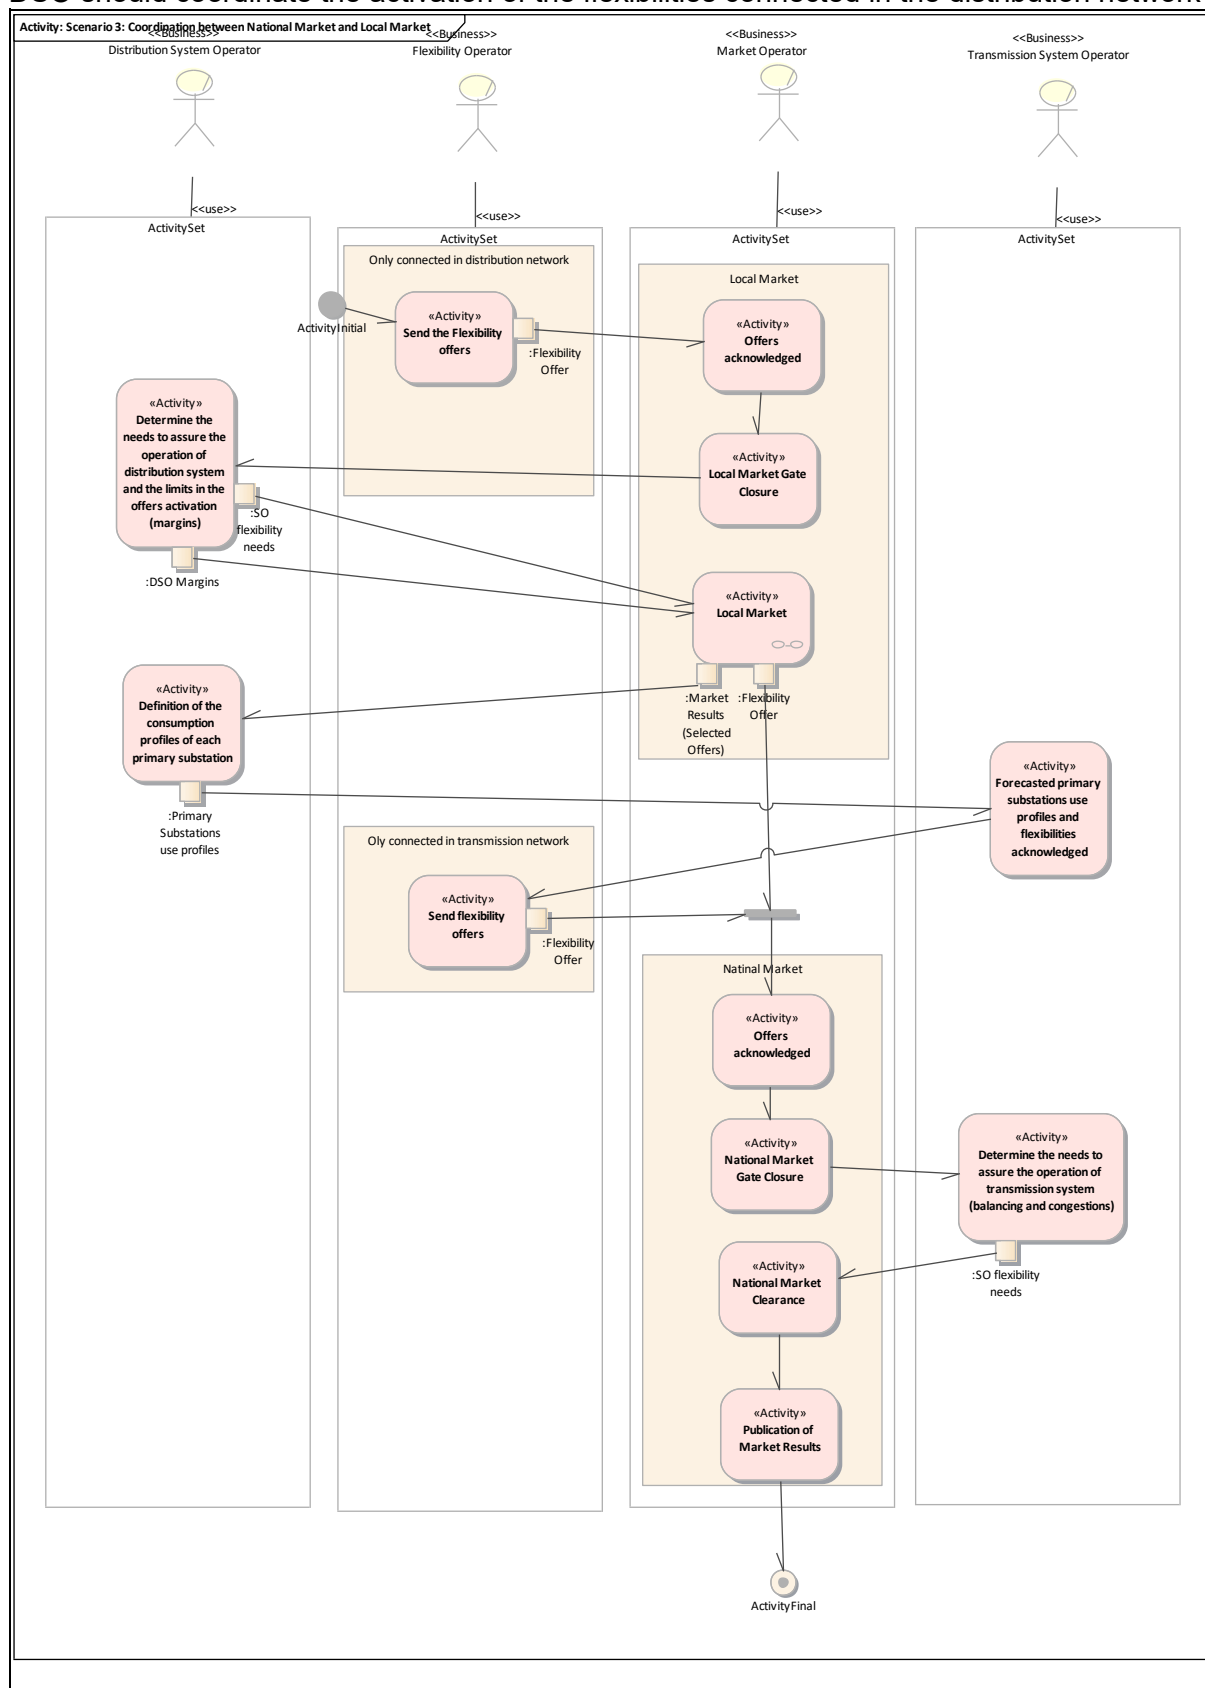 DSO should coordinate the activation of the flexibilities connected in the distribution network
Activity: Scenario 3: Coordination between National Market and Local Market
<<Business>>
Distribution System Operator
<<Business>>
Flexibility Operator
<<Business>>
Market Operator
<<Business>>
Transmission System Operator
<<use>>
<<use>>
<<use>>
<<use>>
ActivitySet
ActivitySet
ActivitySet
ActivitySet
Only connected in distribution network
Local Market
ActivityInitial
«Activity»
Send the Flexibility
offers
:Flexibility
Offer
«Activity»
Offers
acknowledged
«Activity»
Determine the
needs to assure the
operation of
distribution system
and the limits in the
offers activation
(margins)
:SO
flexibility
needs
:DSO Margins
«Activity»
Local Market Gate
Closure
«Activity»
Local Market
:Market
Results
(Selected
Offers)
:Flexibility
Offer
«Activity»
Definition of the
consumption
profiles of each
primary substation
:Primary
Substations
use profiles
«Activity»
Forecasted primary
substations use
profiles and
flexibilities
acknowledged
Oly connected in transmission network
«Activity»
Send flexibility
offers
:Flexibility
Offer
Natinal Market
«Activity»
Offers
acknowledged
«Activity»
National Market
Gate Closure
«Activity»
Determine the needs to
assure the operation of
transmission system
(balancing and congestions)
:SO flexibility
needs
«Activity»
National Market
Clearance
«Activity»
Publication of
Market Results
ActivityFinal